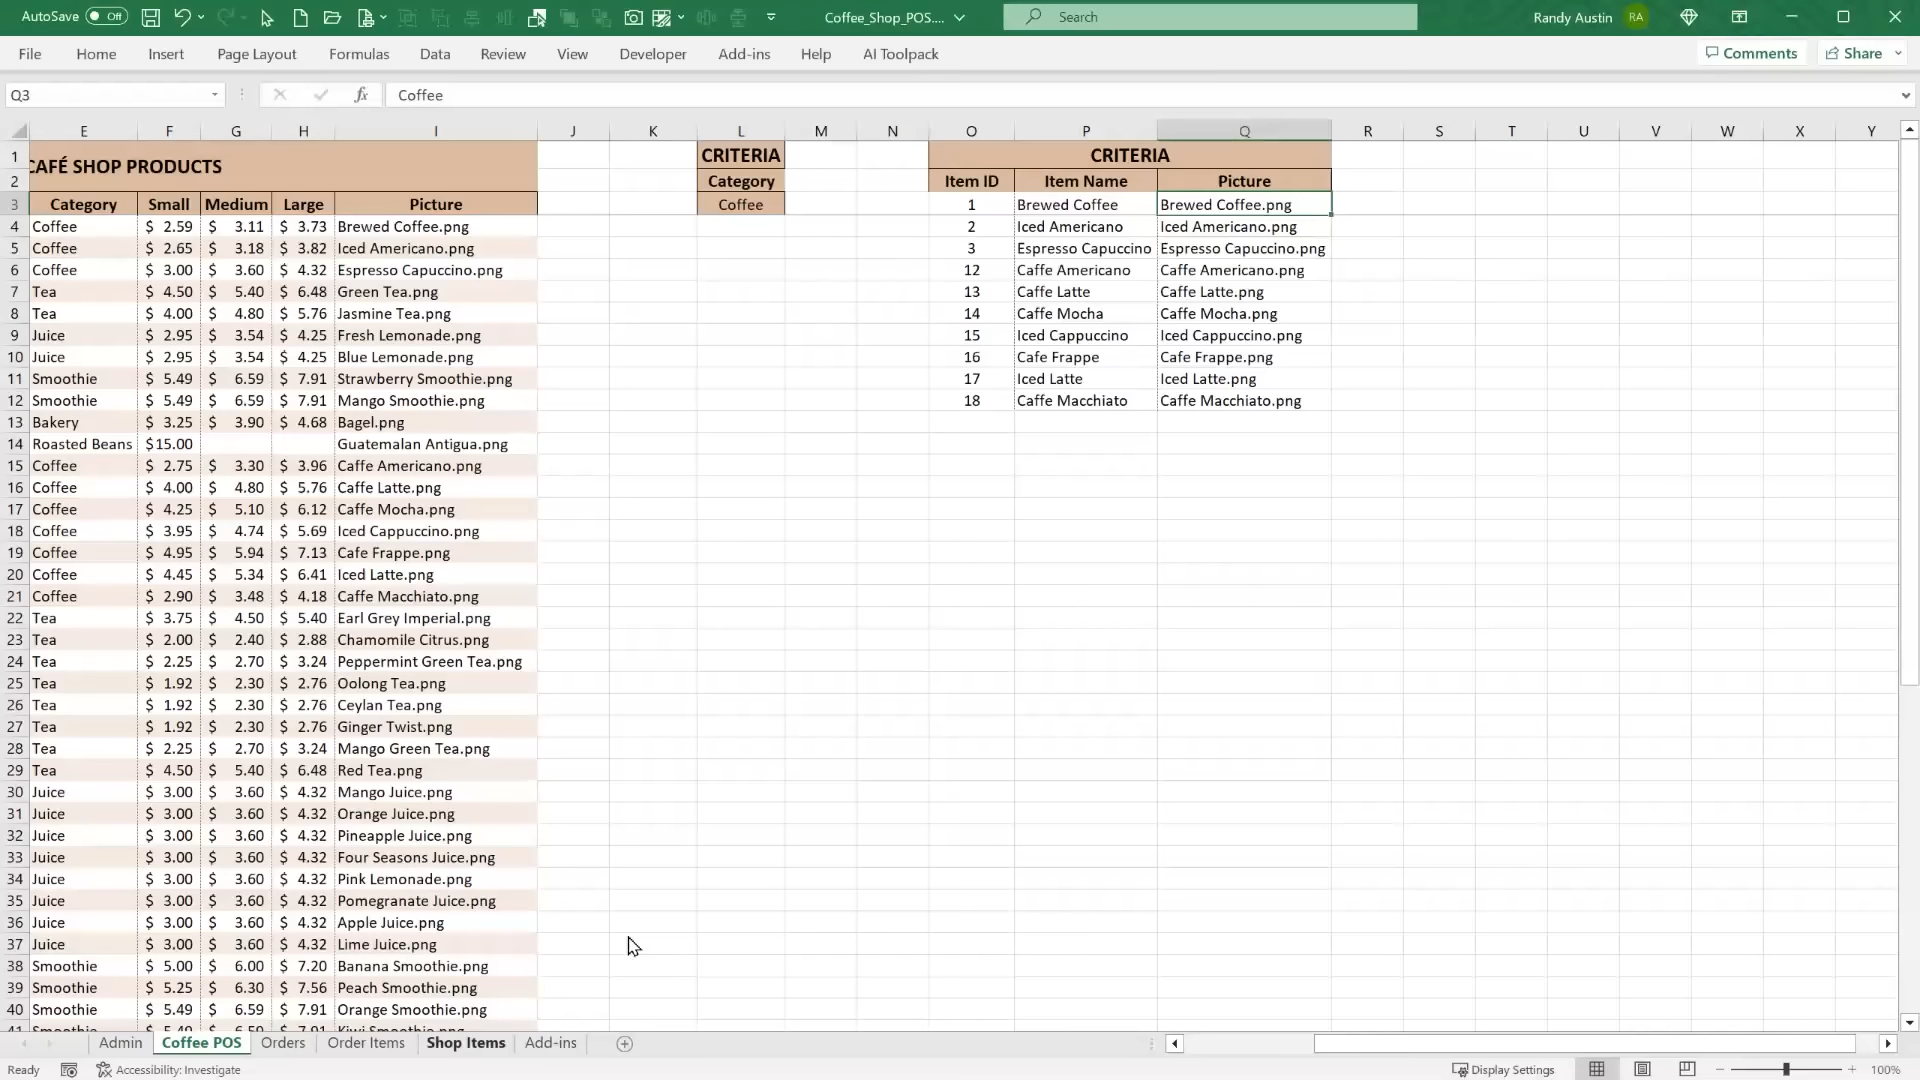 AutoSave Off Coffee_Shop_POS.... Search Randy Austin RA
File Home Insert Page Layout Formulas Data Review View Developer Add-ins Help AI Toolpack Comments Share
Q3 fx Coffee
E F G H I J K L M N O P Q R S T U V W X Y
1 CAFÉ SHOP PRODUCTS CRITERIA CRITERIA
2 Category Item ID Item Name Picture
3 Category Small Medium Large Picture Coffee 1 Brewed Coffee Brewed Coffee.png
4 Coffee $ 2.59 $ 3.11 $ 3.73 Brewed Coffee.png 2 Iced Americano Iced Americano.png
5 Coffee $ 2.65 $ 3.18 $ 3.82 Iced Americano.png 3 Espresso Capuccino Espresso Capuccino.png
6 Coffee $ 3.00 $ 3.60 $ 4.32 Espresso Capuccino.png 12 Caffe Americano Caffe Americano.png
7 Tea $ 4.50 $ 5.40 $ 6.48 Green Tea.png 13 Caffe Latte Caffe Latte.png
8 Tea $ 4.00 $ 4.80 $ 5.76 Jasmine Tea.png 14 Caffe Mocha Caffe Mocha.png
9 Juice $ 2.95 $ 3.54 $ 4.25 Fresh Lemonade.png 15 Iced Cappuccino Iced Cappuccino.png
10 Juice $ 2.95 $ 3.54 $ 4.25 Blue Lemonade.png 16 Cafe Frappe Cafe Frappe.png
11 Smoothie $ 5.49 $ 6.59 $ 7.91 Strawberry Smoothie.png 17 Iced Latte Iced Latte.png
12 Smoothie $ 5.49 $ 6.59 $ 7.91 Mango Smoothie.png 18 Caffe Macchiato Caffe Macchiato.png
13 Bakery $ 3.25 $ 3.90 $ 4.68 Bagel.png
14 Roasted Beans $15.00 Guatemalan Antigua.png
15 Coffee $ 2.75 $ 3.30 $ 3.96 Caffe Americano.png
16 Coffee $ 4.00 $ 4.80 $ 5.76 Caffe Latte.png
17 Coffee $ 4.25 $ 5.10 $ 6.12 Caffe Mocha.png
18 Coffee $ 3.95 $ 4.74 $ 5.69 Iced Cappuccino.png
19 Coffee $ 4.95 $ 5.94 $ 7.13 Cafe Frappe.png
20 Coffee $ 4.45 $ 5.34 $ 6.41 Iced Latte.png
21 Coffee $ 2.90 $ 3.48 $ 4.18 Caffe Macchiato.png
22 Tea $ 3.75 $ 4.50 $ 5.40 Earl Grey Imperial.png
23 Tea $ 2.00 $ 2.40 $ 2.88 Chamomile Citrus.png
24 Tea $ 2.25 $ 2.70 $ 3.24 Peppermint Green Tea.png
25 Tea $ 1.92 $ 2.30 $ 2.76 Oolong Tea.png
26 Tea $ 1.92 $ 2.30 $ 2.76 Ceylan Tea.png
27 Tea $ 1.92 $ 2.30 $ 2.76 Ginger Twist.png
28 Tea $ 2.25 $ 2.70 $ 3.24 Mango Green Tea.png
29 Tea $ 4.50 $ 5.40 $ 6.48 Red Tea.png
30 Juice $ 3.00 $ 3.60 $ 4.32 Mango Juice.png
31 Juice $ 3.00 $ 3.60 $ 4.32 Orange Juice.png
32 Juice $ 3.00 $ 3.60 $ 4.32 Pineapple Juice.png
33 Juice $ 3.00 $ 3.60 $ 4.32 Four Seasons Juice.png
34 Juice $ 3.00 $ 3.60 $ 4.32 Pink Lemonade.png
35 Juice $ 3.00 $ 3.60 $ 4.32 Pomegranate Juice.png
36 Juice $ 3.00 $ 3.60 $ 4.32 Apple Juice.png
37 Juice $ 3.00 $ 3.60 $ 4.32 Lime Juice.png
38 Smoothie $ 5.00 $ 6.00 $ 7.20 Banana Smoothie.png
39 Smoothie $ 5.25 $ 6.30 $ 7.56 Peach Smoothie.png
40 Smoothie $ 5.49 $ 6.59 $ 7.91 Orange Smoothie.png
41 Smoothie $ 5.49 $ 6.59 $ 7.91 Kiwi Smoothie.png
Admin Coffee POS Orders Order Items Shop Items Add-ins
Ready Accessibility: Investigate Display Settings 100%